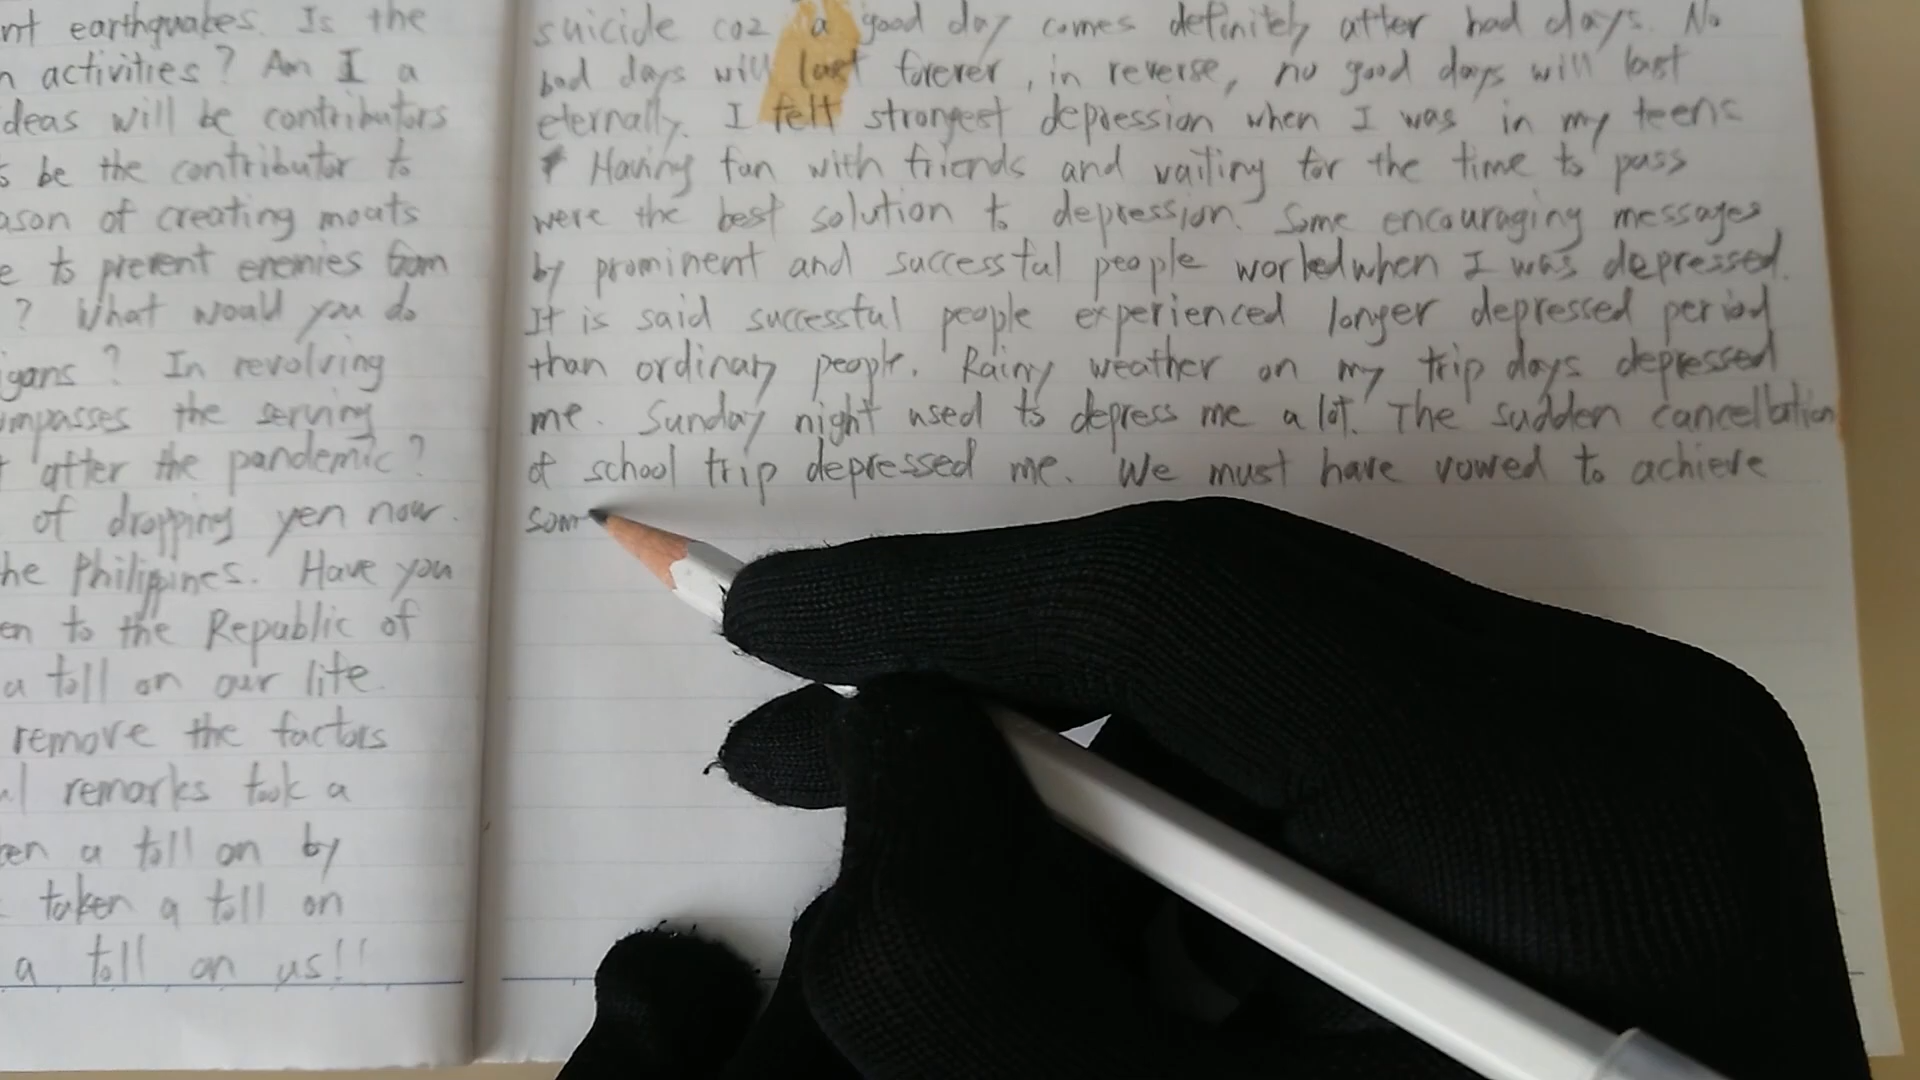 nt earthquakes. Is the
activities? Am I a
deas will be contributors
be the contributor to
ason of creating moats
e to prevent enemies from
? What would you do
igans? In revolving
mpasses the serving
after the pandemic?
of dropping yen now.
he Philippines. Have you
en to the Republic of
a toll on our life.
remove the factors
remarks took a
ken a toll on by
taken a toll on
a toll on us!!
suicide coz a good day comes definitely after bad days. No
bad days will last forever, in reverse, no good days will last
eternally. I felt strongest depression when I was in my teens
Having fun with friends and waiting for the time to pass
were the best solution to depression. Some encouraging messages
by prominent and successful people worked when I was depressed.
It is said successful people experienced longer depressed period
than ordinary people. Rainy weather on my trip days depressed
me. Sunday night used to depress me a lot. The sudden cancellation
of school trip depressed me. We must have vowed to achieve
som